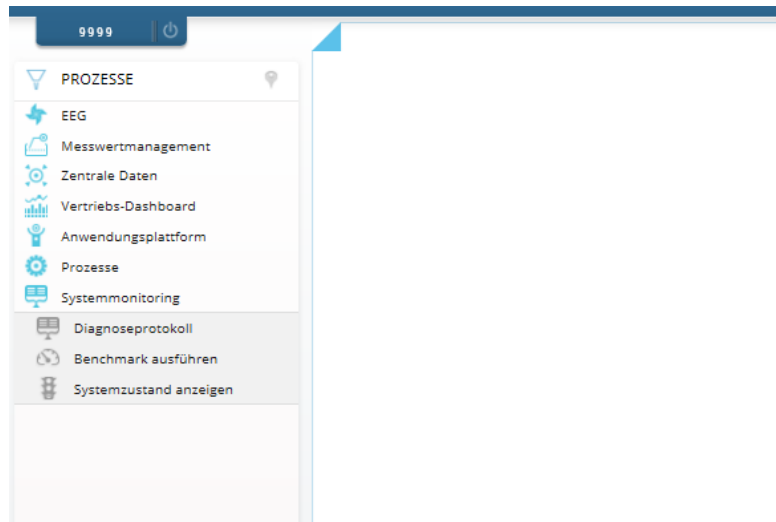 9999
PROZESSE
EEG
Messwertmanagement
Zentrale Daten
Vertriebs-Dashboard
Anwendungsplattform
Prozesse
Systemmonitoring
Diagnoseprotokoll
Benchmark ausführen
Systemzustand anzeigen